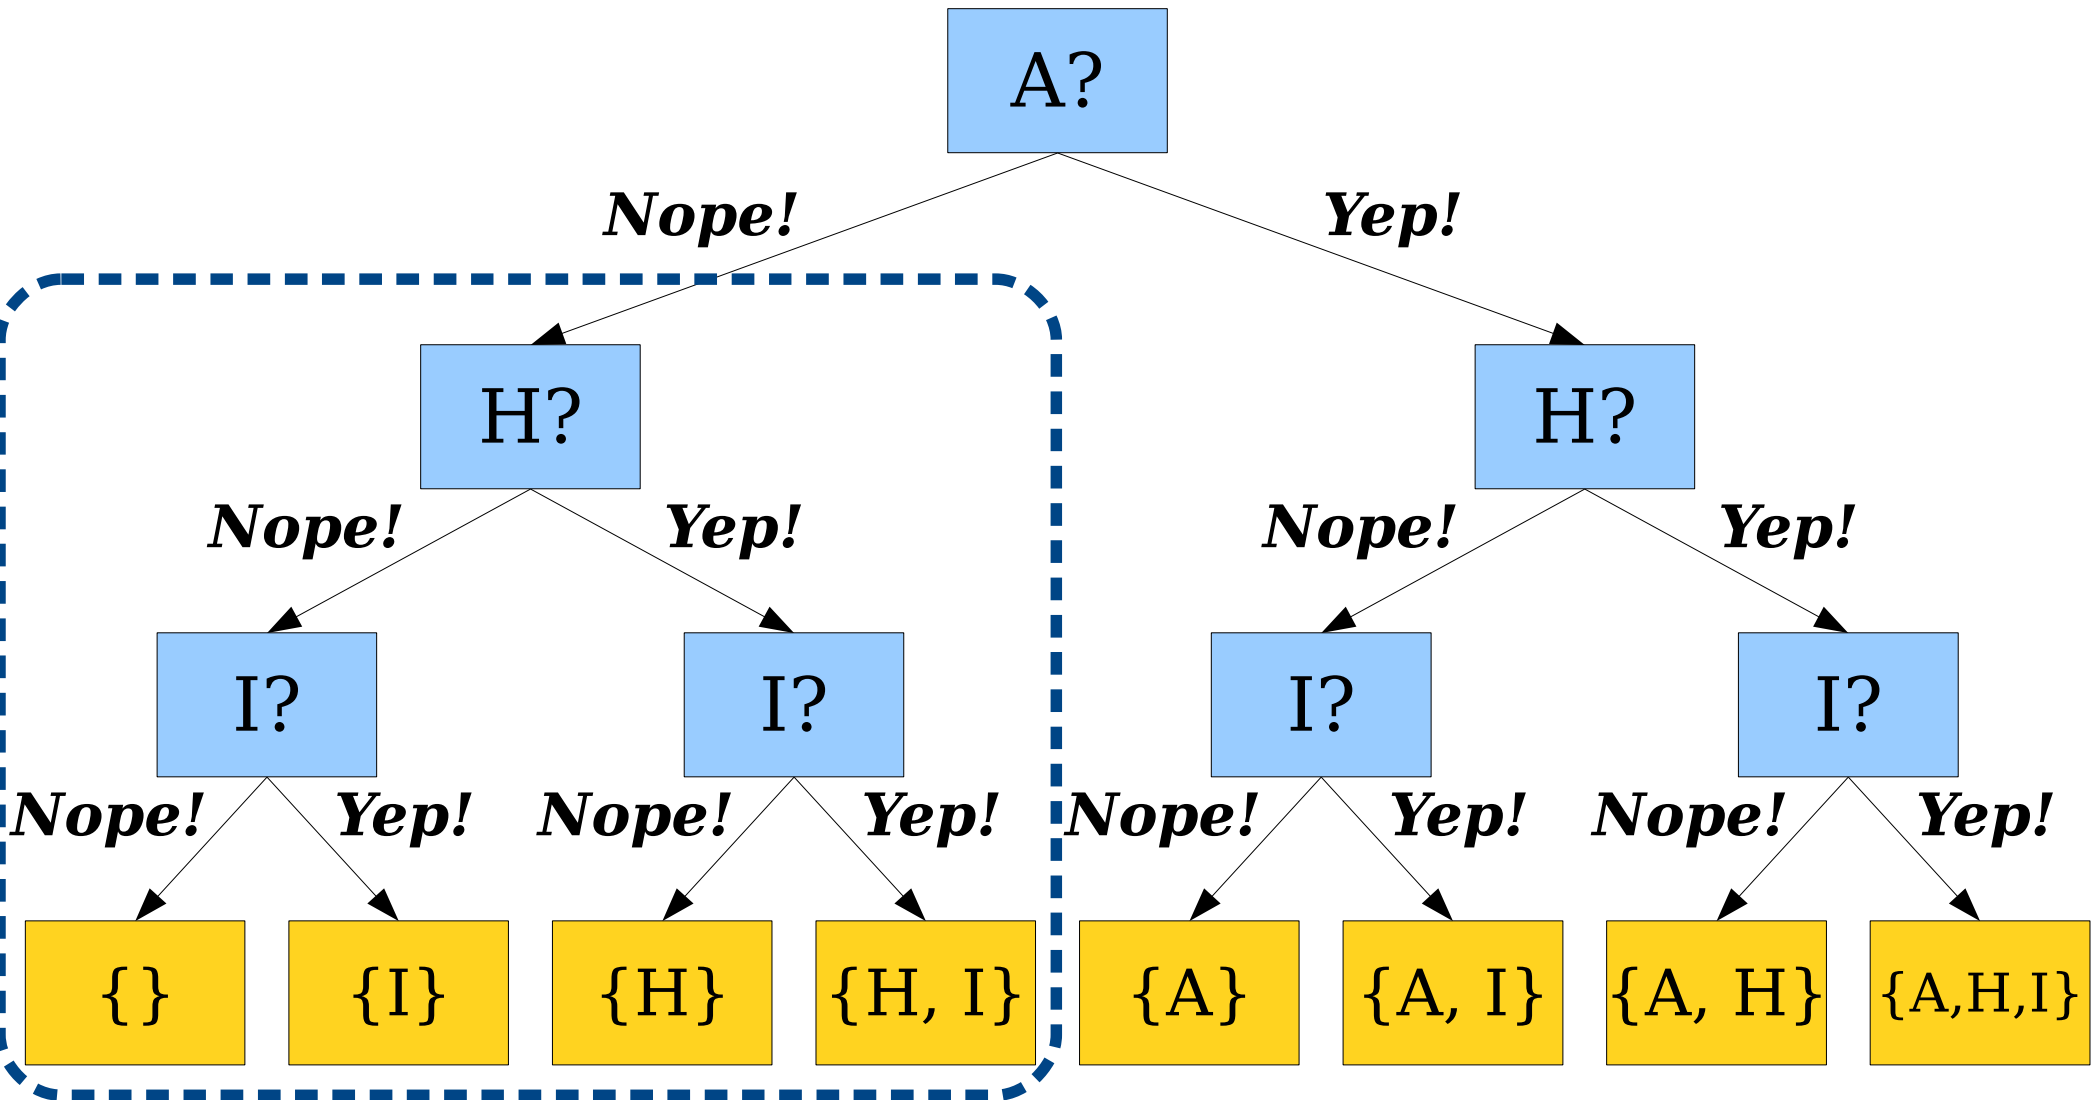 A?
Nope! Yep!
H? H?
Nope! Yep! Nope! Yep!
I? I? I? I?
Nope! Yep! Nope! Yep! Nope! Yep! Nope! Yep!
{} {I} {H} {H, I} {A} {A, I} {A, H} {A,H,I}